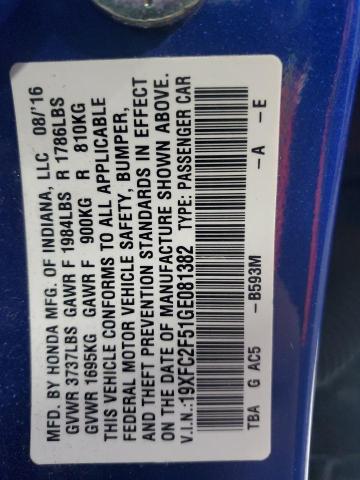 MFD. BY HONDA MFG. OF INDIANA, LLC 08/'16
GVWR 3737LBS GAWR F 1984LBS R 1786LBS
GVWR 1695KG GAWR F 900KG R 810KG
THIS VEHICLE CONFORMS TO ALL APPLICABLE
FEDERAL MOTOR VEHICLE SAFETY, BUMPER,
AND THEFT PREVENTION STANDARDS IN EFFECT
ON THE DATE OF MANUFACTURE SHOWN ABOVE.
V.I.N.:19XFC2F51GE081382 TYPE: PASSENGER CAR
TBA G AC5 -B593M -A -E